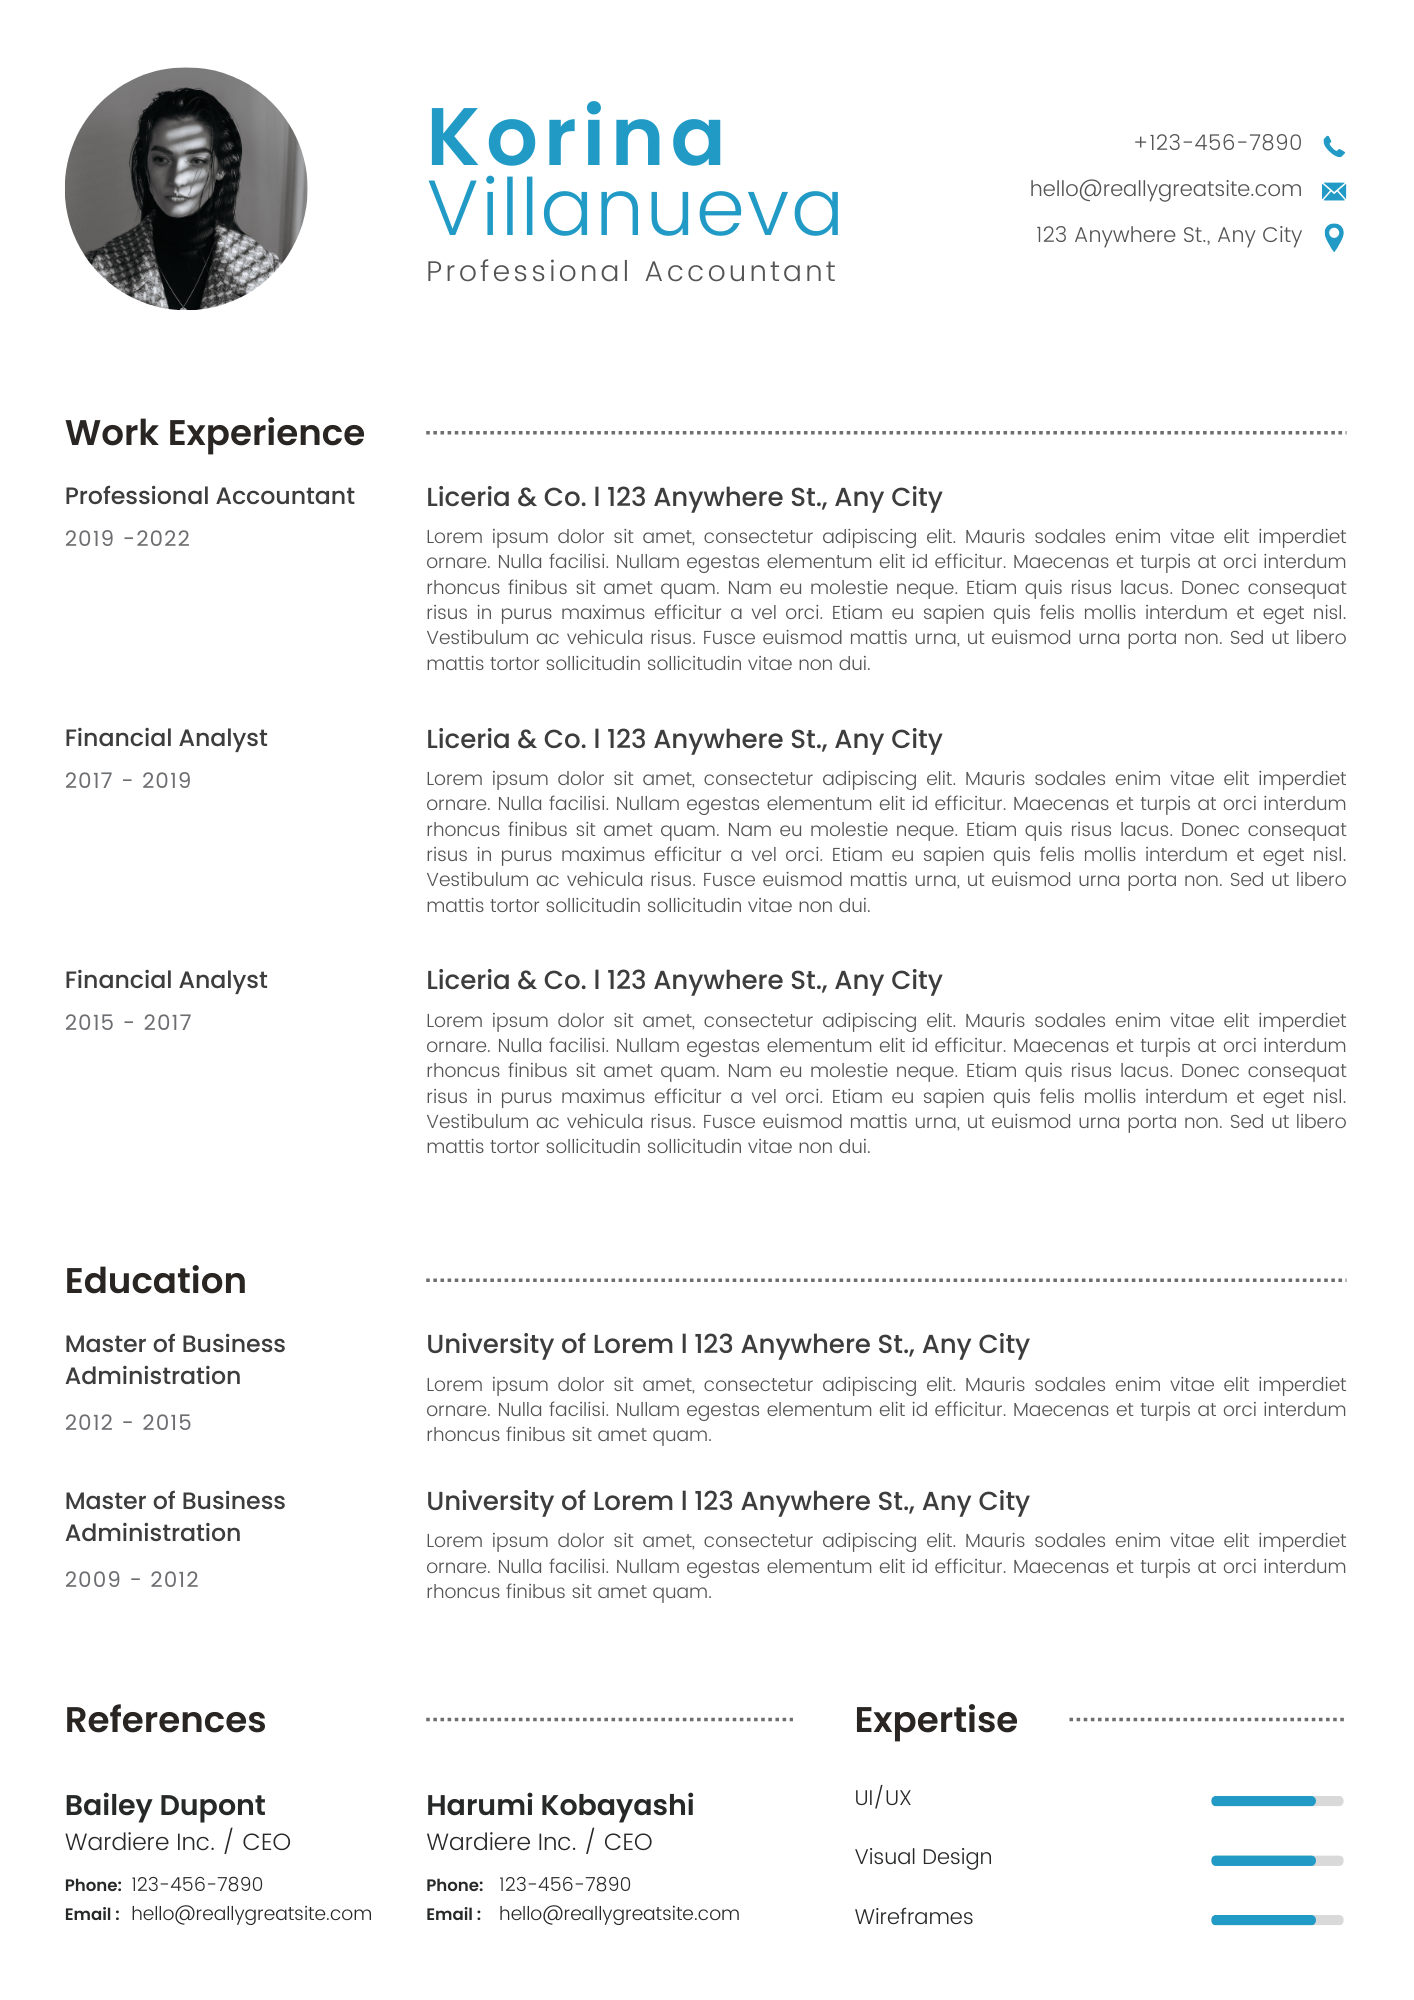 Korina
Villanueva
Professional Accountant
+123-456-7890
hello@reallygreatsite.com
123 Anywhere St., Any City
Work Experience
Professional Accountant
2019 -2022
Liceria & Co. l 123 Anywhere St., Any City
Lorem ipsum dolor sit amet, consectetur adipiscing elit. Mauris sodales enim vitae elit imperdiet
ornare. Nulla facilisi. Nullam egestas elementum elit id efficitur. Maecenas et turpis at orci interdum
rhoncus finibus sit amet quam. Nam eu molestie neque. Etiam quis risus lacus. Donec consequat
risus in purus maximus efficitur a vel orci. Etiam eu sapien quis felis mollis interdum et eget nisl.
Vestibulum ac vehicula risus. Fusce euismod mattis urna, ut euismod urna porta non. Sed ut libero
mattis tortor sollicitudin sollicitudin vitae non dui.
Financial Analyst
2017 - 2019
Liceria & Co. l 123 Anywhere St., Any City
Lorem ipsum dolor sit amet, consectetur adipiscing elit. Mauris sodales enim vitae elit imperdiet
ornare. Nulla facilisi. Nullam egestas elementum elit id efficitur. Maecenas et turpis at orci interdum
rhoncus finibus sit amet quam. Nam eu molestie neque. Etiam quis risus lacus. Donec consequat
risus in purus maximus efficitur a vel orci. Etiam eu sapien quis felis mollis interdum et eget nisl.
Vestibulum ac vehicula risus. Fusce euismod mattis urna, ut euismod urna porta non. Sed ut libero
mattis tortor sollicitudin sollicitudin vitae non dui.
Financial Analyst
2015 - 2017
Liceria & Co. l 123 Anywhere St., Any City
Lorem ipsum dolor sit amet, consectetur adipiscing elit. Mauris sodales enim vitae elit imperdiet
ornare. Nulla facilisi. Nullam egestas elementum elit id efficitur. Maecenas et turpis at orci interdum
rhoncus finibus sit amet quam. Nam eu molestie neque. Etiam quis risus lacus. Donec consequat
risus in purus maximus efficitur a vel orci. Etiam eu sapien quis felis mollis interdum et eget nisl.
Vestibulum ac vehicula risus. Fusce euismod mattis urna, ut euismod urna porta non. Sed ut libero
mattis tortor sollicitudin sollicitudin vitae non dui.
Education
Master of Business
Administration
2012 - 2015
University of Lorem l 123 Anywhere St., Any City
Lorem ipsum dolor sit amet, consectetur adipiscing elit. Mauris sodales enim vitae elit imperdiet
ornare. Nulla facilisi. Nullam egestas elementum elit id efficitur. Maecenas et turpis at orci interdum
rhoncus finibus sit amet quam.
Master of Business
Administration
2009 - 2012
University of Lorem l 123 Anywhere St., Any City
Lorem ipsum dolor sit amet, consectetur adipiscing elit. Mauris sodales enim vitae elit imperdiet
ornare. Nulla facilisi. Nullam egestas elementum elit id efficitur. Maecenas et turpis at orci interdum
rhoncus finibus sit amet quam.
References
Bailey Dupont
Wardiere Inc. / CEO
Phone: 123-456-7890
Email : hello@reallygreatsite.com
Harumi Kobayashi
Wardiere Inc. / CEO
Phone: 123-456-7890
Email : hello@reallygreatsite.com
Expertise
UI/UX
Visual Design
Wireframes